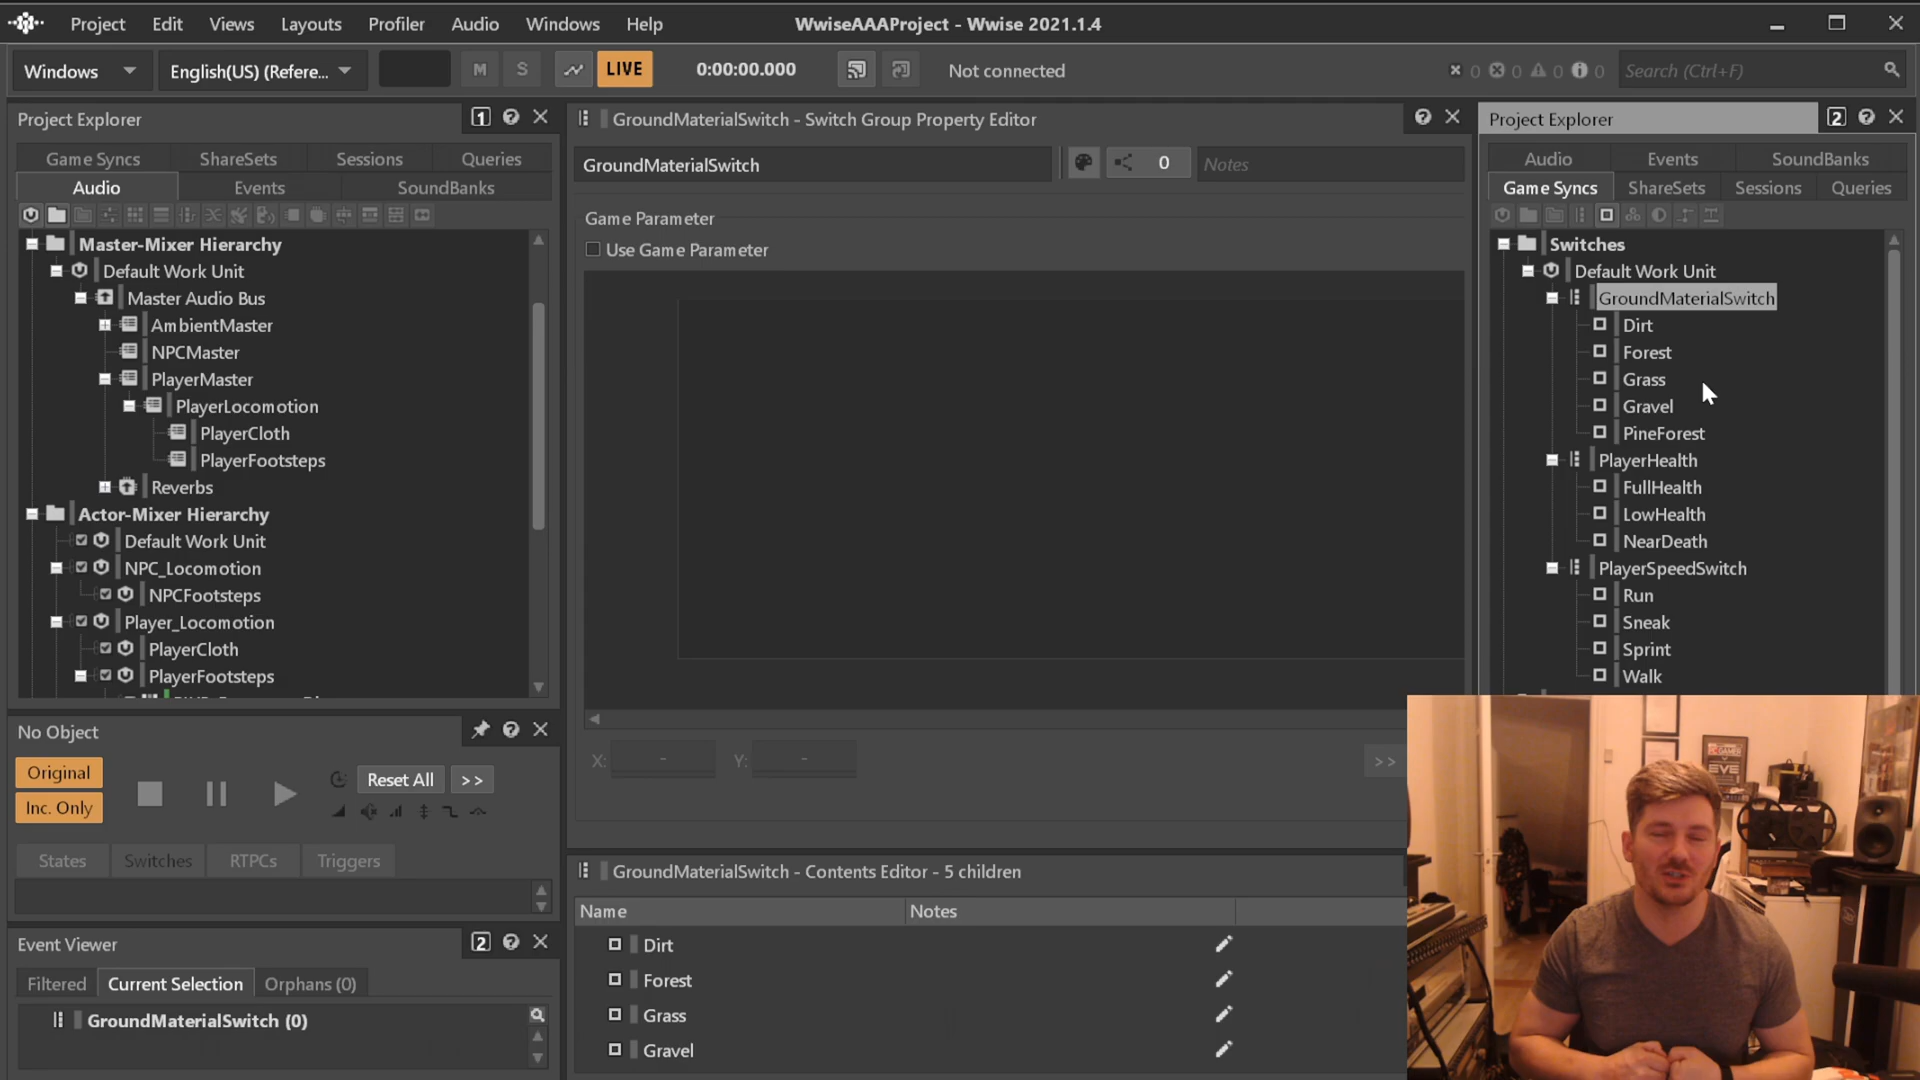 Project Edit Views Layouts Profiler Audio Windows Help
WwiseAAAProject - Wwise 2021.1.4
Windows
English(US) (Refere...
M S
LIVE
0:00:00.000
Not connected
0 0 0 0
Search (Ctrl+F)
Project Explorer
1
Game Syncs ShareSets Sessions Queries
Audio Events SoundBanks
Master-Mixer Hierarchy
Default Work Unit
Master Audio Bus
AmbientMaster
NPCMaster
PlayerMaster
PlayerLocomotion
PlayerCloth
PlayerFootsteps
Reverbs
Actor-Mixer Hierarchy
Default Work Unit
NPC_Locomotion
NPCFootsteps
Player_Locomotion
PlayerCloth
PlayerFootsteps
No Object
Original
Inc. Only
Reset All >>
States Switches RTPCs Triggers
Event Viewer
2
Filtered Current Selection Orphans (0)
GroundMaterialSwitch (0)
GroundMaterialSwitch - Switch Group Property Editor
GroundMaterialSwitch
0
Notes
Game Parameter
Use Game Parameter
X: - Y: -
>>
GroundMaterialSwitch - Contents Editor - 5 children
Name Notes
Dirt
Forest
Grass
Gravel
Project Explorer
2
Audio Events SoundBanks
Game Syncs ShareSets Sessions Queries
Switches
Default Work Unit
GroundMaterialSwitch
Dirt
Forest
Grass
Gravel
PineForest
PlayerHealth
FullHealth
LowHealth
NearDeath
PlayerSpeedSwitch
Run
Sneak
Sprint
Walk
EVE